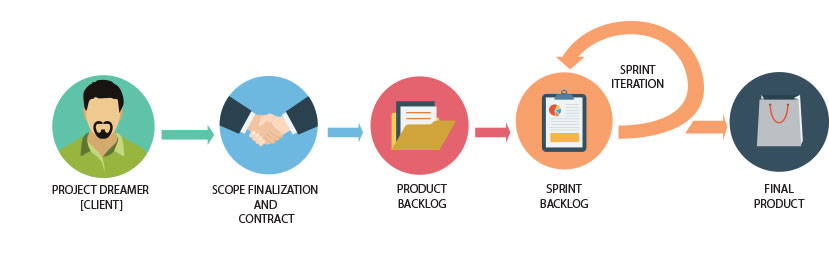 SPRINT
ITERATION
PROJECT DREAMER
[CLIENT]
SCOPE FINALIZATION
AND
CONTRACT
PRODUCT
BACKLOG
SPRINT
BACKLOG
FINAL
PRODUCT